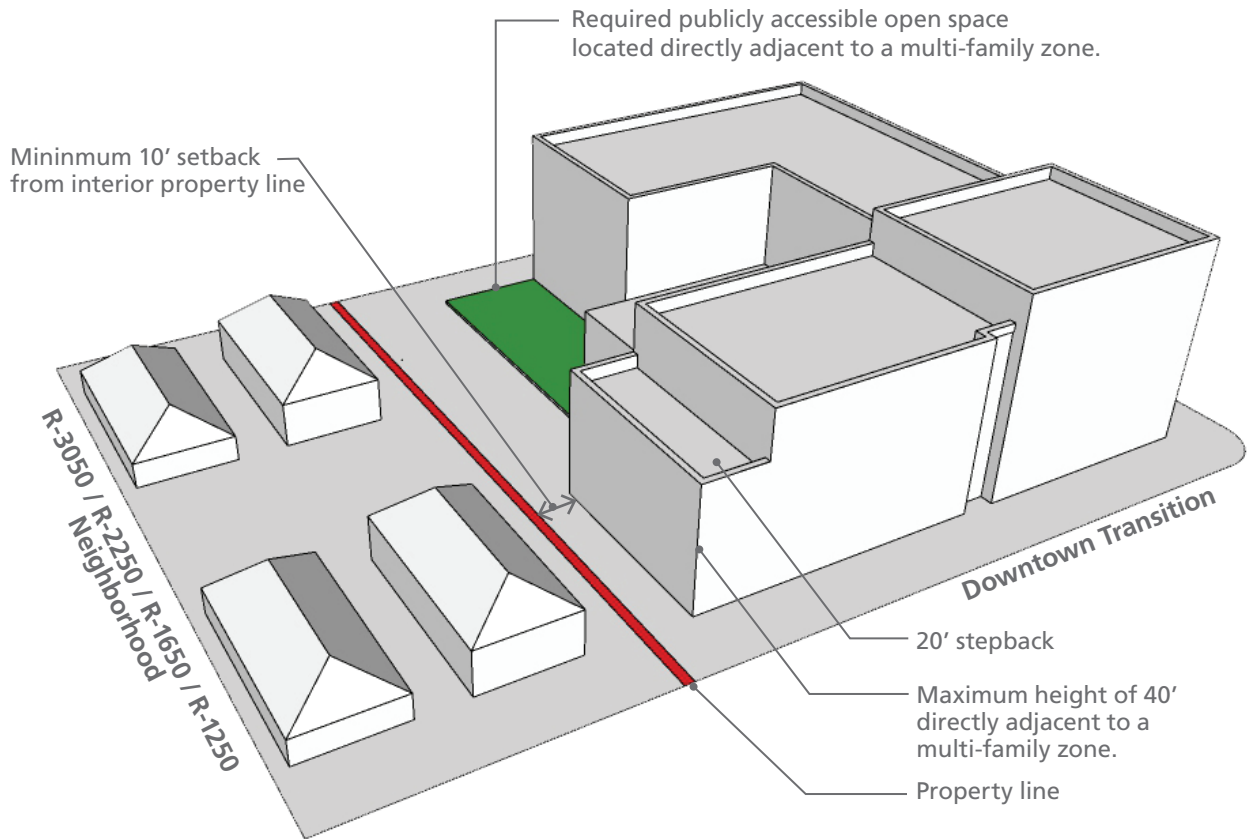 Required publicly accessible open space
located directly adjacent to a multi-family zone.
Mininmum 10’ setback
from interior property line
R-3050 / R-2250 / R-1650 / R-1250
Neighborhood
Downtown Transition
20’ stepback
Maximum height of 40’
directly adjacent to a
multi-family zone.
Property line